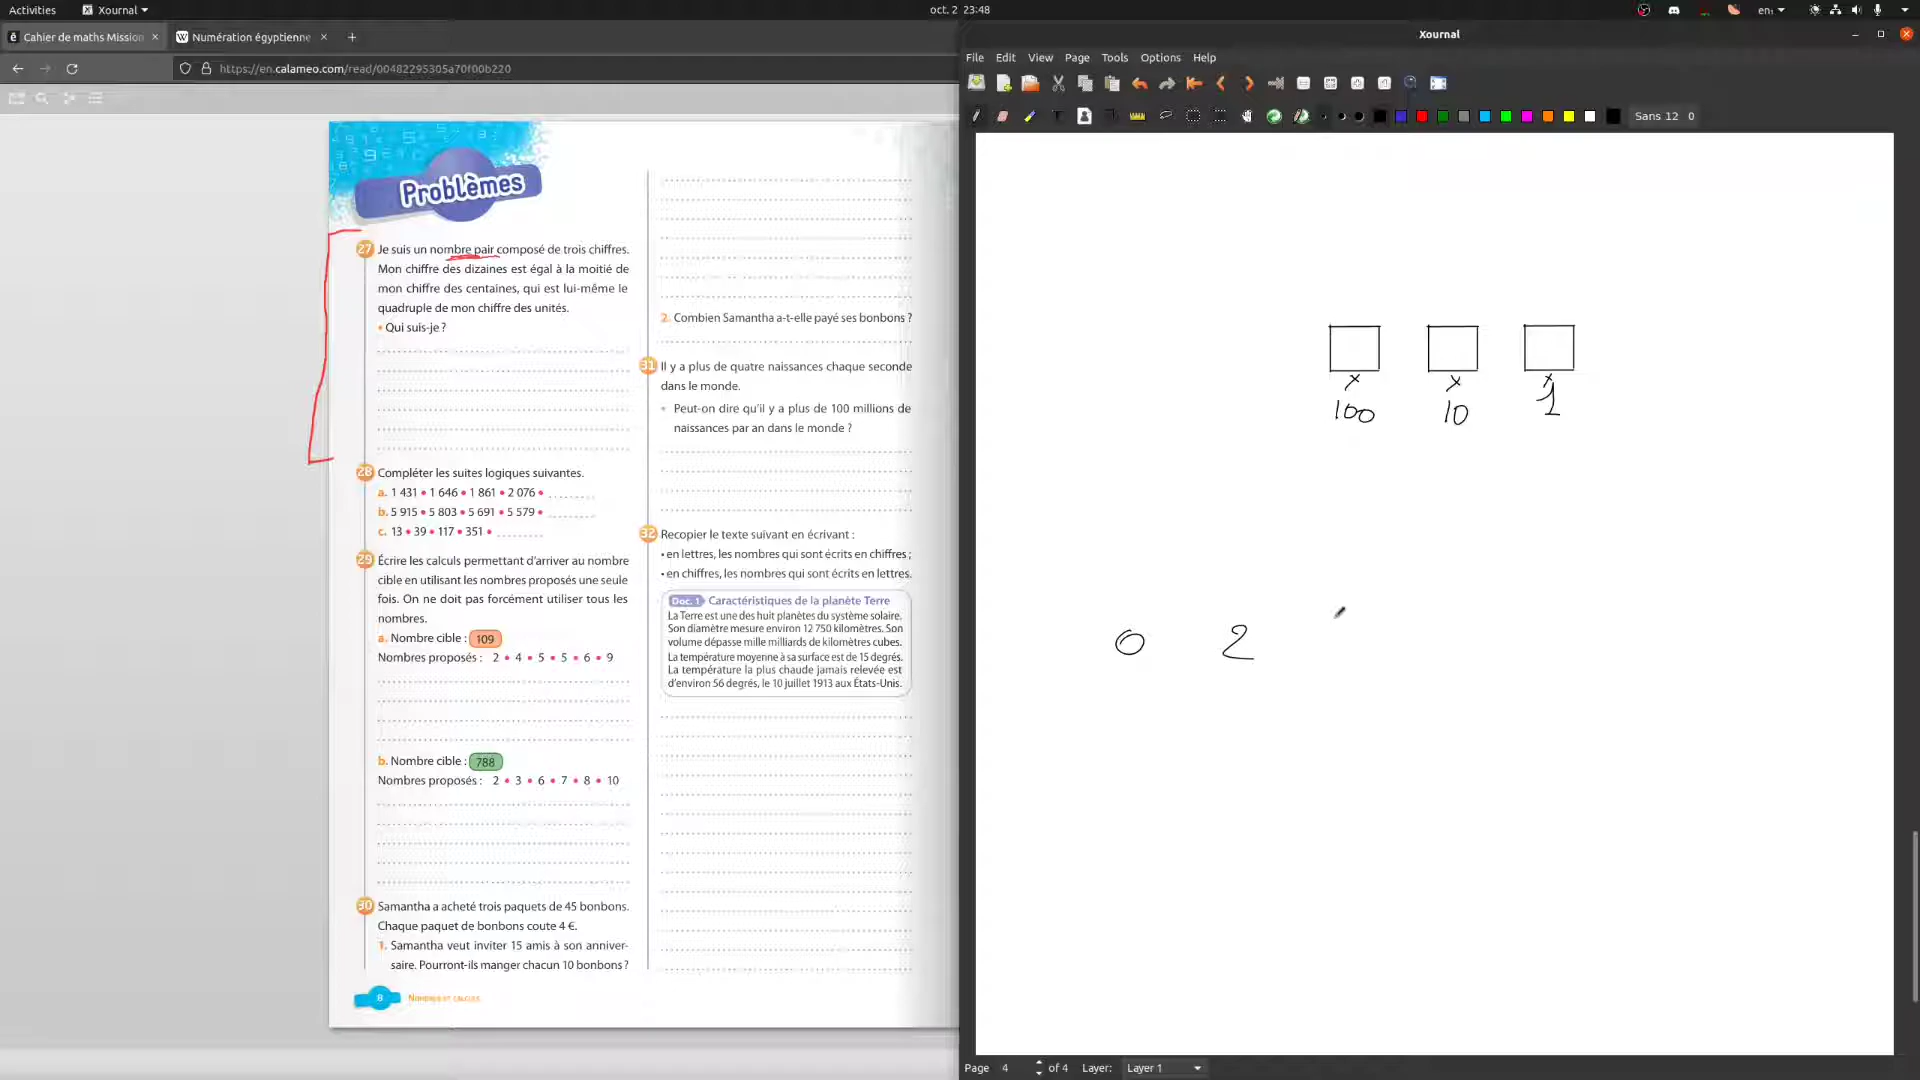 Activities
Xournal
oct. 2
23:48
Cahier de maths Mission
Numération égyptienne
https://en.calameo.com/read/00482295305a70f00b220
Problèmes
27 Je suis un nombre pair composé de trois chiffres.
Mon chiffre des dizaines est égal à la moitié de
mon chiffre des centaines, qui est lui-même le
quadruple de mon chiffre des unités.
• Qui suis-je ?
28 Compléter les suites logiques suivantes.
a. 1 431 • 1 646 • 1 861 • 2 076 •
b. 5 915 • 5 803 • 5 691 • 5 579 •
c. 13 • 39 • 117 • 351 •
29 Écrire les calculs permettant d'arriver au nombre
cible en utilisant les nombres proposés une seule
fois. On ne doit pas forcément utiliser tous les
nombres.
a. Nombre cible : 109
Nombres proposés : 2 • 4 • 5 • 5 • 6 • 9
b. Nombre cible : 788
Nombres proposés : 2 • 3 • 6 • 7 • 8 • 10
30 Samantha a acheté trois paquets de 45 bonbons.
Chaque paquet de bonbons coute 4 €.
1. Samantha veut inviter 15 amis à son anniver-
saire. Pourront-ils manger chacun 10 bonbons ?
8 Nombres et calculs
2. Combien Samantha a-t-elle payé ses bonbons ?
31 Il y a plus de quatre naissances chaque seconde
dans le monde.
• Peut-on dire qu'il y a plus de 100 millions de
naissances par an dans le monde ?
32 Recopier le texte suivant en écrivant :
• en lettres, les nombres qui sont écrits en chiffres ;
• en chiffres, les nombres qui sont écrits en lettres.
Doc. 1 Caractéristiques de la planète Terre
La Terre est une des huit planètes du système solaire.
Son diamètre mesure environ 12 750 kilomètres. Son
volume dépasse mille milliards de kilomètres cubes.
La température moyenne à sa surface est de 15 degrés.
La température la plus chaude jamais relevée est
d'environ 56 degrés, le 10 juillet 1913 aux États-Unis.
Xournal
File Edit View Page Tools Options Help
Sans 12 0
x x x
100 10 1
0 2
Page 4 of 4 Layer: Layer 1
en